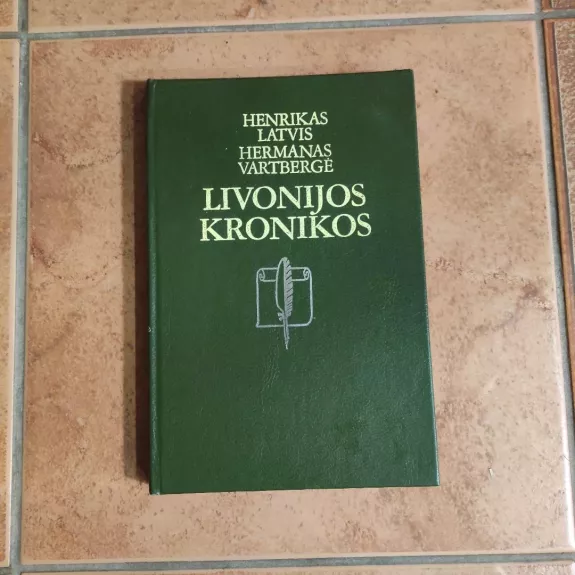 HENRIKAS
LATVIS
HERMANAS
VARTBERGĖ
LIVONIJOS
KRONIKOS